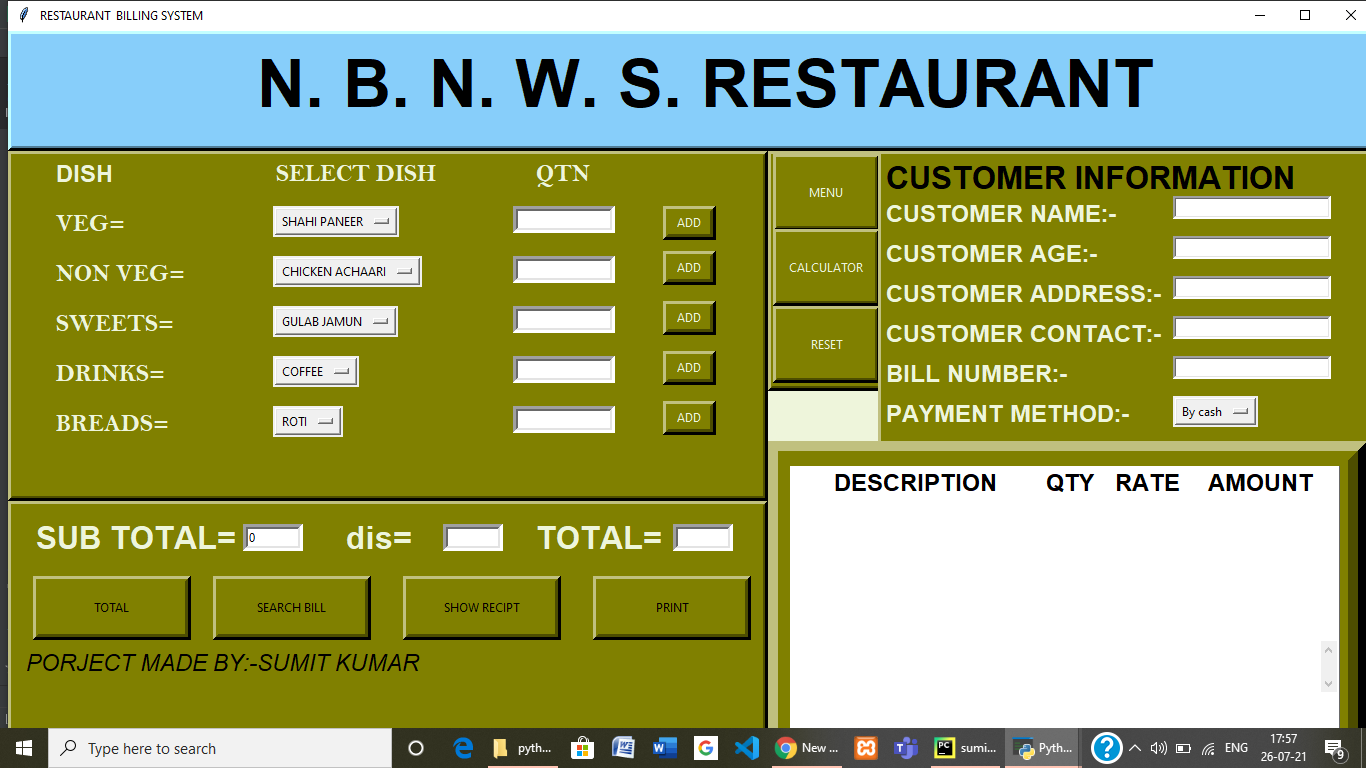 RESTAURANT BILLING SYSTEM
N. B. N. W. S. RESTAURANT
DISH SELECT DISH QTN
VEG= SHAHI PANEER ADD
NON VEG= CHICKEN ACHAARI ADD
SWEETS= GULAB JAMUN ADD
DRINKS= COFFEE ADD
BREADS= ROTI ADD
MENU
CALCULATOR
RESET
CUSTOMER INFORMATION
CUSTOMER NAME:-
CUSTOMER AGE:-
CUSTOMER ADDRESS:-
CUSTOMER CONTACT:-
BILL NUMBER:-
PAYMENT METHOD:- By cash
SUB TOTAL= 0 dis= TOTAL=
TOTAL SEARCH BILL SHOW RECIPT PRINT
PORJECT MADE BY:-SUMIT KUMAR
DESCRIPTION QTY RATE AMOUNT
Type here to search pyth... New ... sumi... Pyth... ENG 17:57
26-07-21 9